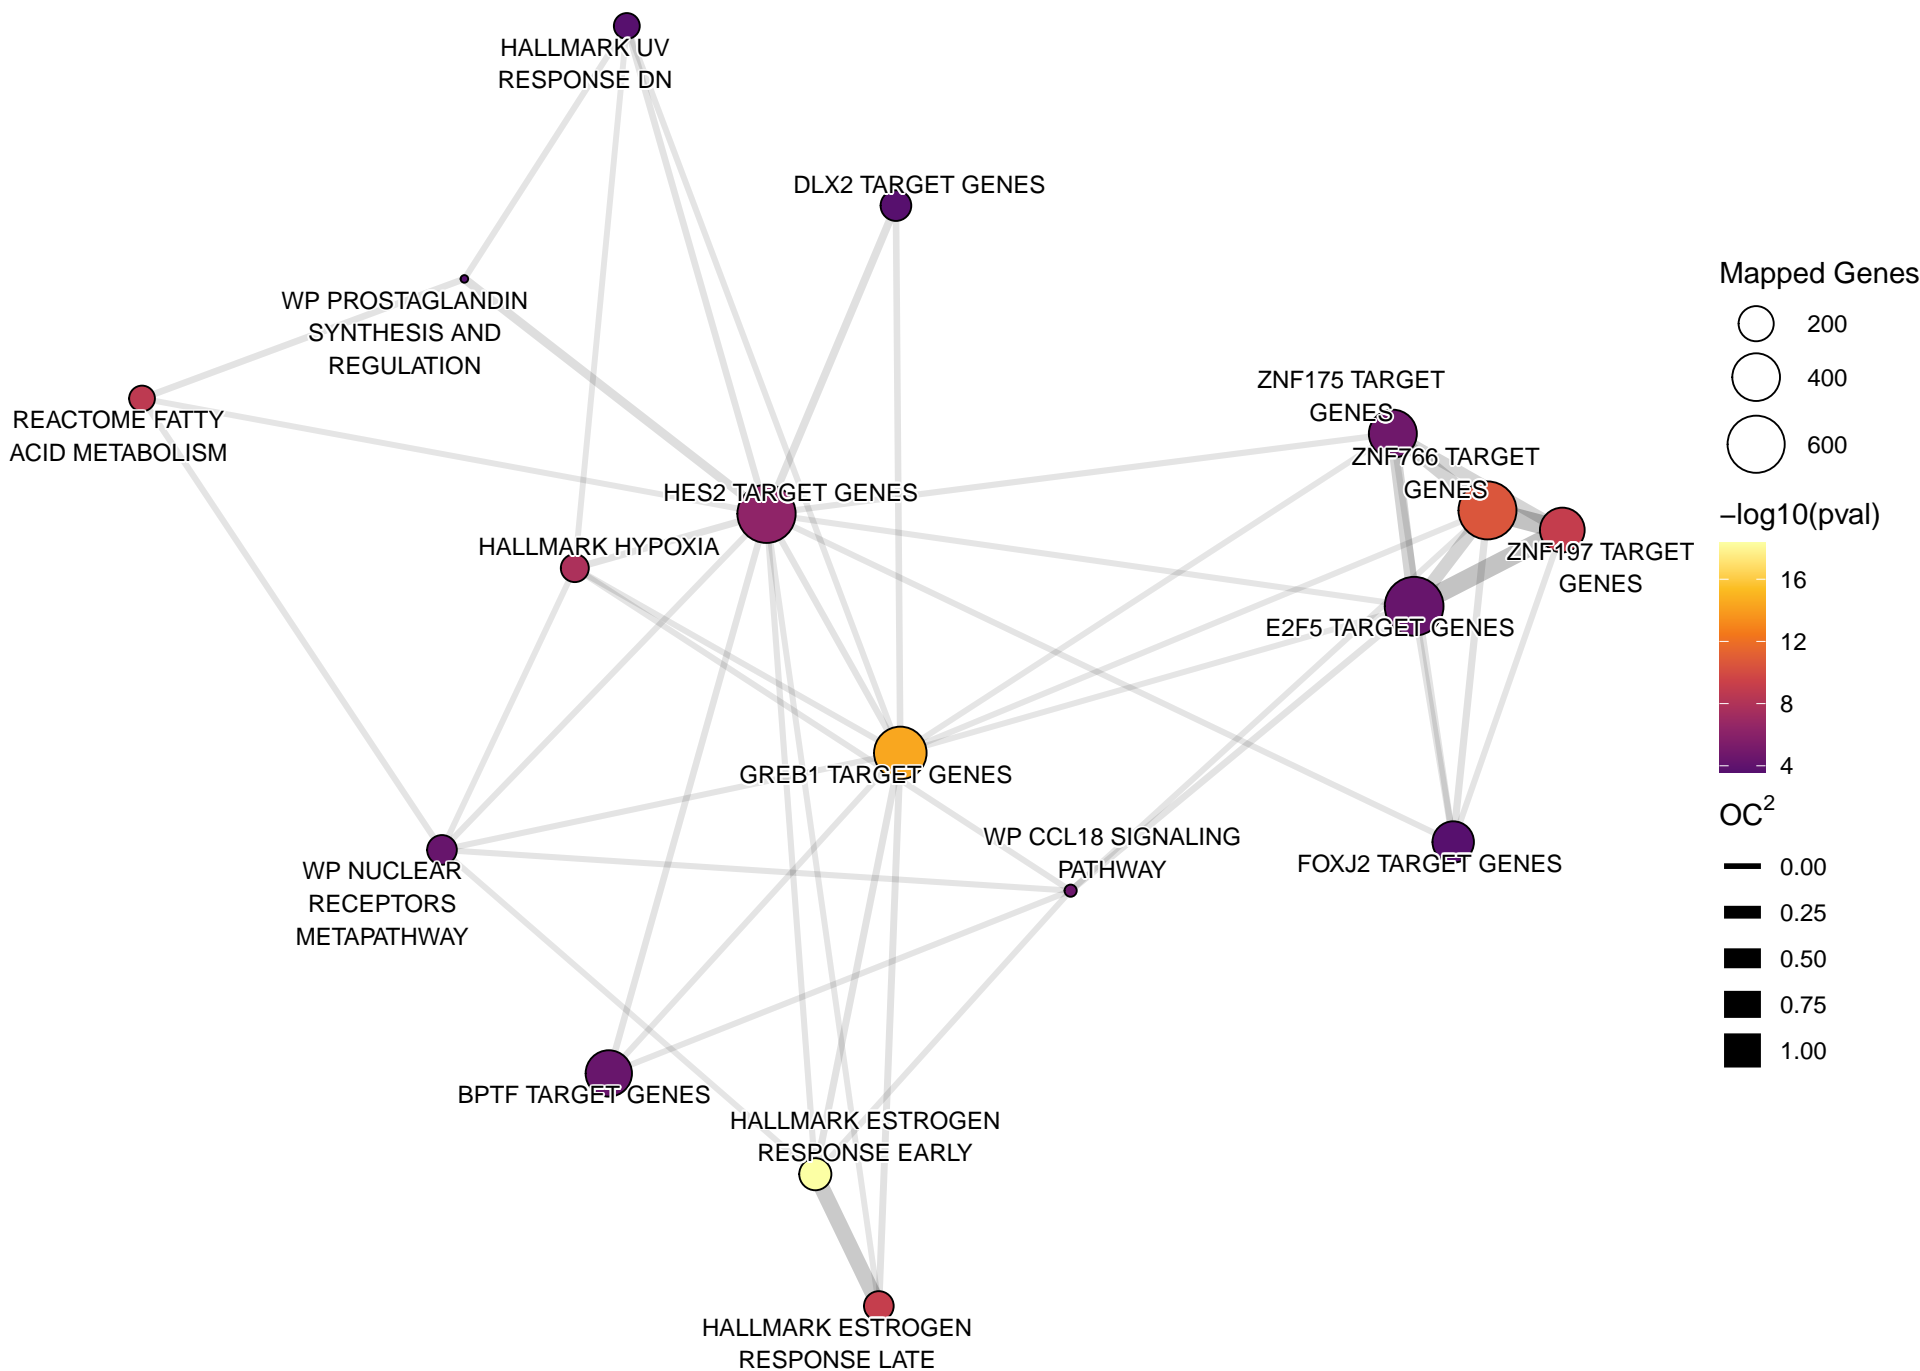 HALLMARK UV
RESPONSE DN
DLX2 TARGET GENES
WP PROSTAGLANDIN
SYNTHESIS AND
REGULATION
REACTOME FATTY
ACID METABOLISM
HES2 TARGET GENES
HALLMARK HYPOXIA
ZNF175 TARGET
GENES
ZNF766 TARGET
GENES
ZNF197 TARGET
GENES
E2F5 TARGET GENES
GREB1 TARGET GENES
WP CCL18 SIGNALING
PATHWAY
FOXJ2 TARGET GENES
WP NUCLEAR
RECEPTORS
METAPATHWAY
BPTF TARGET GENES
HALLMARK ESTROGEN
RESPONSE EARLY
HALLMARK ESTROGEN
RESPONSE LATE
Mapped Genes
200
400
600
−log10(pval)
16
12
8
4
OC²
0.00
0.25
0.50
0.75
1.00